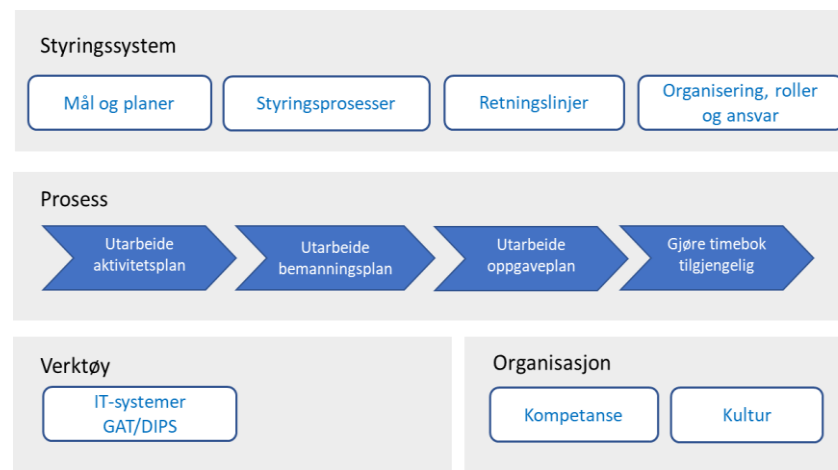 Styringssystem
Mål og planer
Styringsprosesser
Retningslinjer
Organisering, roller
og ansvar
Prosess
Utarbeide
aktivitetsplan
Utarbeide
bemanningsplan
Utarbeide
oppgaveplan
Gjøre timebok
tilgjengelig
Verktøy
IT-systemer
GAT/DIPS
Organisasjon
Kompetanse
Kultur